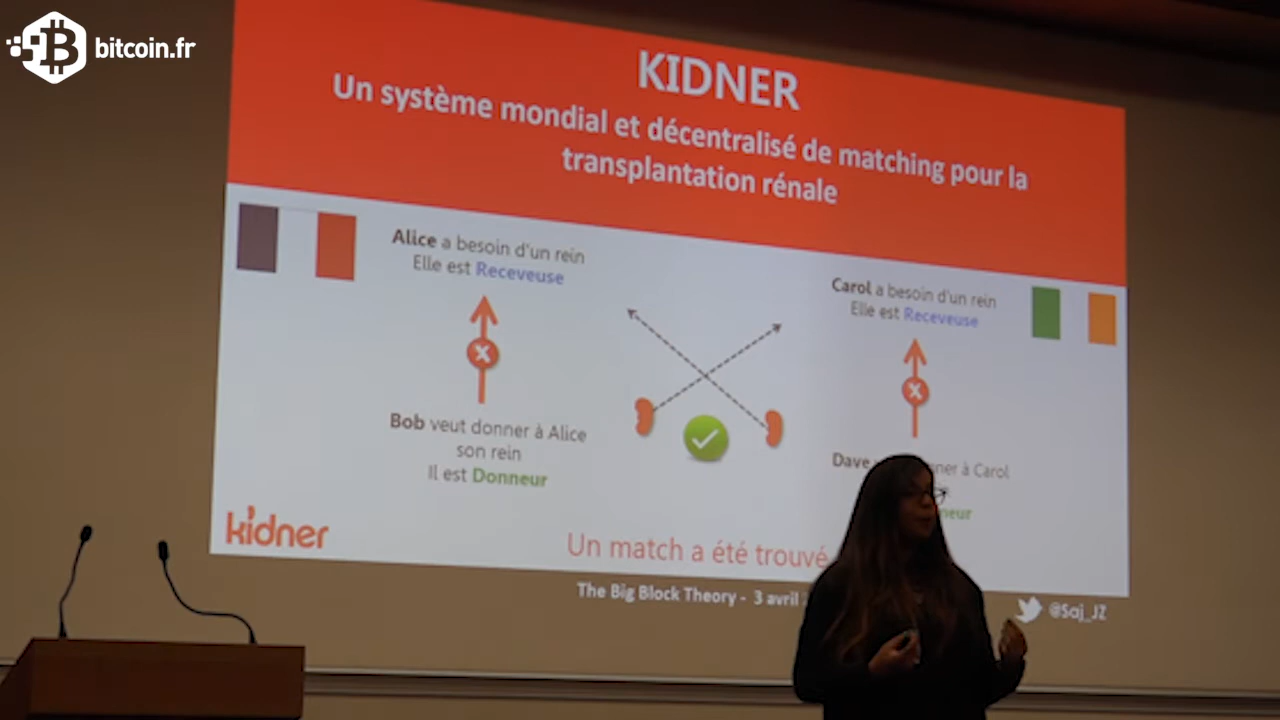 bitcoin.fr
KIDNER
Un système mondial et décentralisé de matching pour la
transplantation rénale
Alice a besoin d'un rein
Elle est Receveuse
Carol a besoin d'un rein
Elle est Receveuse
Bob veut donner à Alice
son rein
Il est Donneur
Dave
à Carol
kidner
Un match a été trouvé
The Big Block Theory - 3 avril
@Saj_JZ